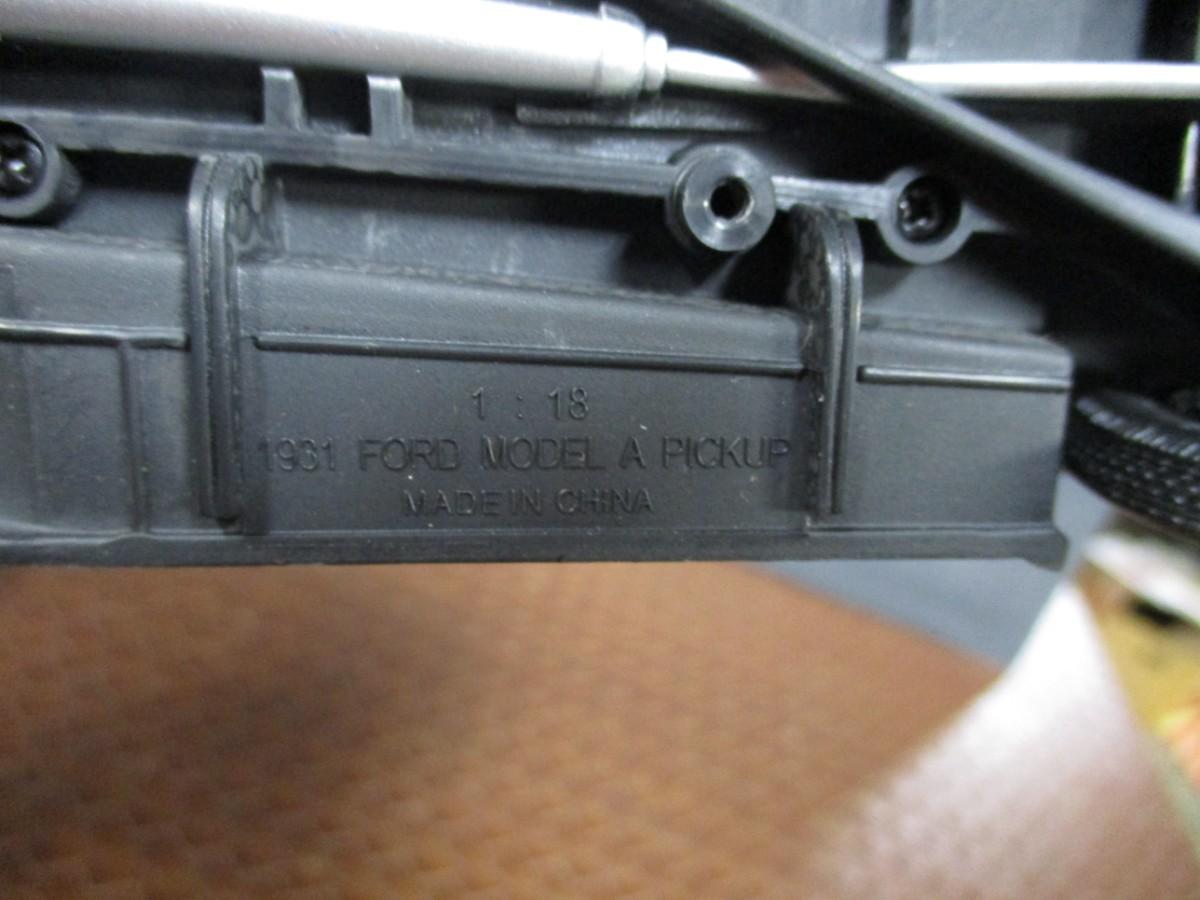 1 : 18
1931 FORD MODEL A PICKUP
MADE IN CHINA